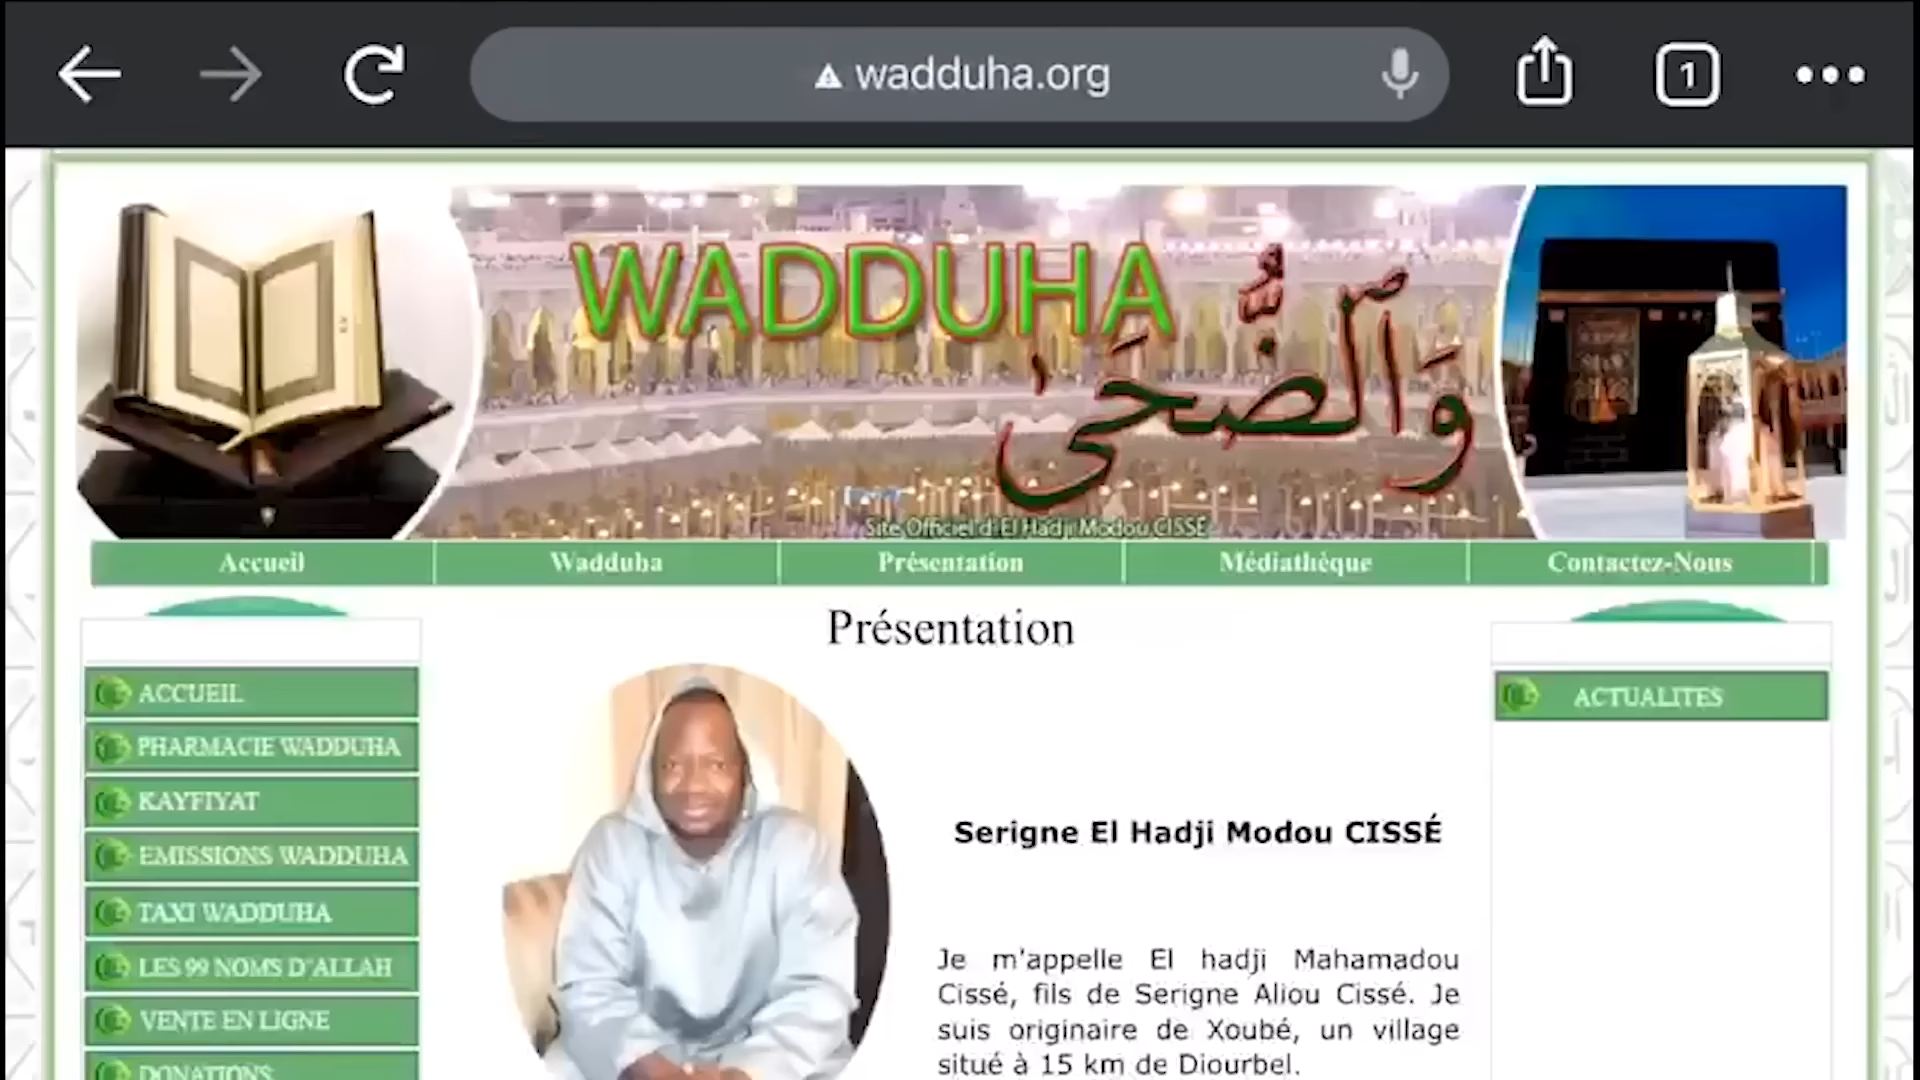 wadduha.org
1
WADDUHA
وَٱلضُّحَىٰ
Site Officiel d'El Hadji Modou CISSE
Accueil
Wadduha
Présentation
Médiathèque
Contactez-Nous
Présentation
ACCUEIL
PHARMACIE WADDUHA
KAYFIYAT
EMISSIONS WADDUHA
TAXI WADDUHA
LES 99 NOMS D'ALLAH
VENTE EN LIGNE
DONATIONS
Serigne El Hadji Modou CISSÉ
Je m'appelle El hadji Mahamadou
Cissé, fils de Serigne Aliou Cissé. Je
suis originaire de Xoubé, un village
situé à 15 km de Diourbel.
ACTUALITES